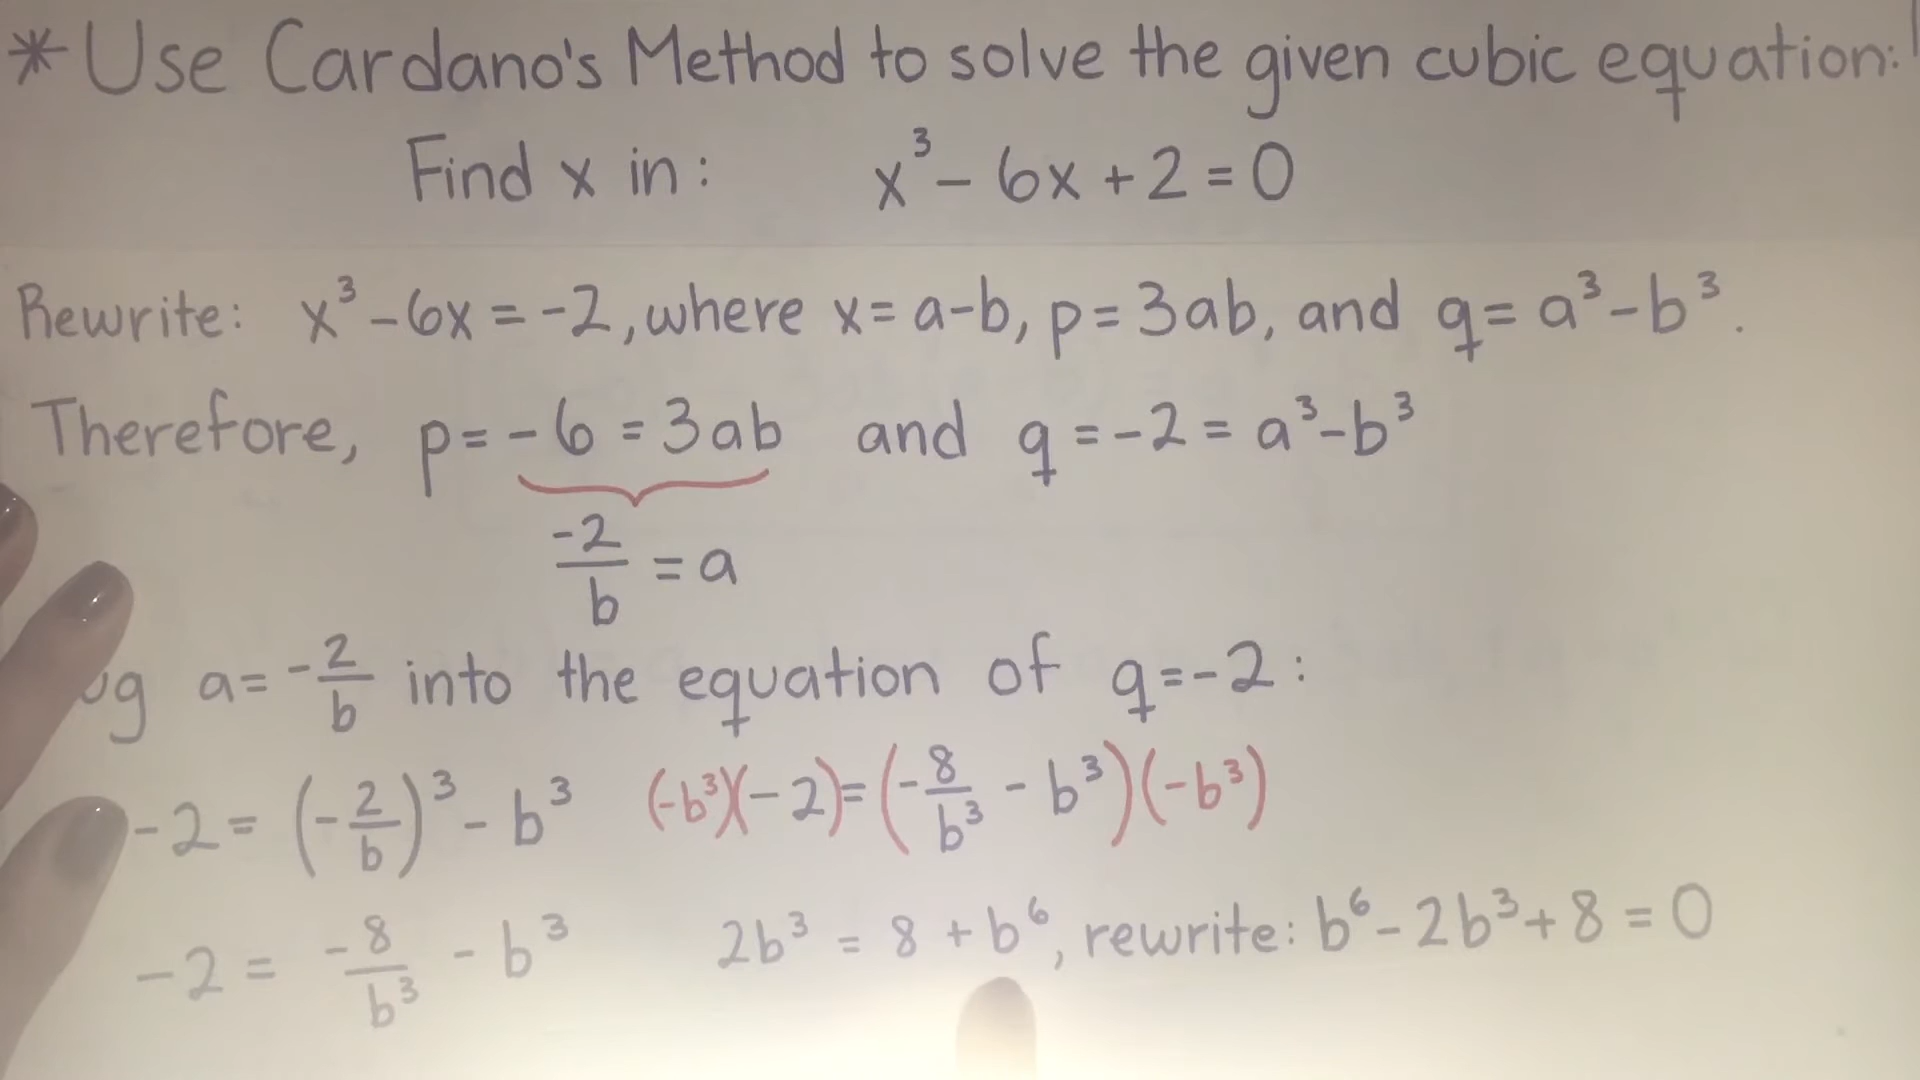 *Use Cardano's Method to solve the given cubic equation:
Find x in: x³ - 6x + 2 = 0
Rewrite: x³ - 6x = -2, where x = a-b, p = 3ab, and q = a³ - b³.
Therefore, p = -6 = 3ab and q = -2 = a³ - b³
-2/b = a
a = -2/b into the equation of q = -2:
-2 = (-2/b)³ - b³ (-b³)(-2) = (-8/b³ - b³)(-b³)
-2 = -8/b³ - b³ 2b³ = 8 + b⁶, rewrite: b⁶ - 2b³ + 8 = 0